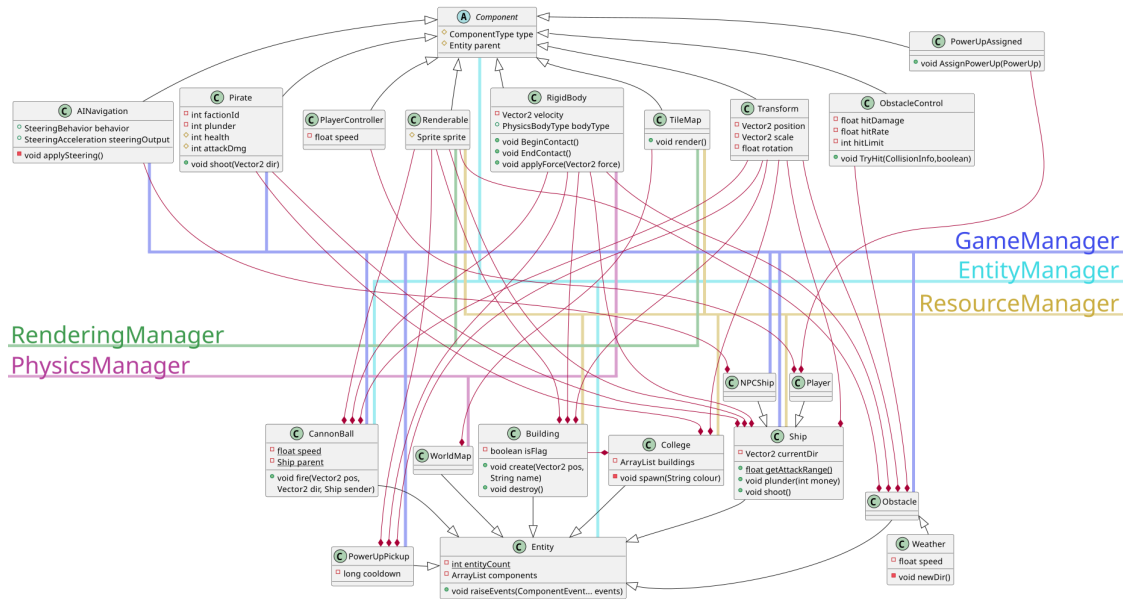 A Component
ComponentType type
Entity parent
C PowerUpAssigned
void AssignPowerUp(PowerUp)
C AINavigation
SteeringBehavior behavior
SteeringAcceleration steeringOutput
void applySteering()
C Pirate
int factionId
int plunder
int health
int attackDmg
void shoot(Vector2 dir)
C PlayerController
float speed
C Renderable
Sprite sprite
C RigidBody
Vector2 velocity
PhysicsBodyType bodyType
void BeginContact()
void EndContact()
void applyForce(Vector2 force)
C TileMap
void render()
C Transform
Vector2 position
Vector2 scale
float rotation
C ObstacleControl
float hitDamage
float hitRate
int hitLimit
void TryHit(CollisionInfo,boolean)
GameManager
EntityManager
ResourceManager
RenderingManager
PhysicsManager
C NPCShip
C Player
C CannonBall
float speed
Ship parent
void fire(Vector2 pos,
Vector2 dir, Ship sender)
C WorldMap
C Building
boolean isFlag
void create(Vector2 pos,
String name)
void destroy()
C College
ArrayList buildings
void spawn(String colour)
C Ship
Vector2 currentDir
float getAttackRange()
void plunder(int money)
void shoot()
C Obstacle
C PowerUpPickup
long cooldown
C Entity
int entityCount
ArrayList components
void raiseEvents(ComponentEvent... events)
C Weather
float speed
void newDir()